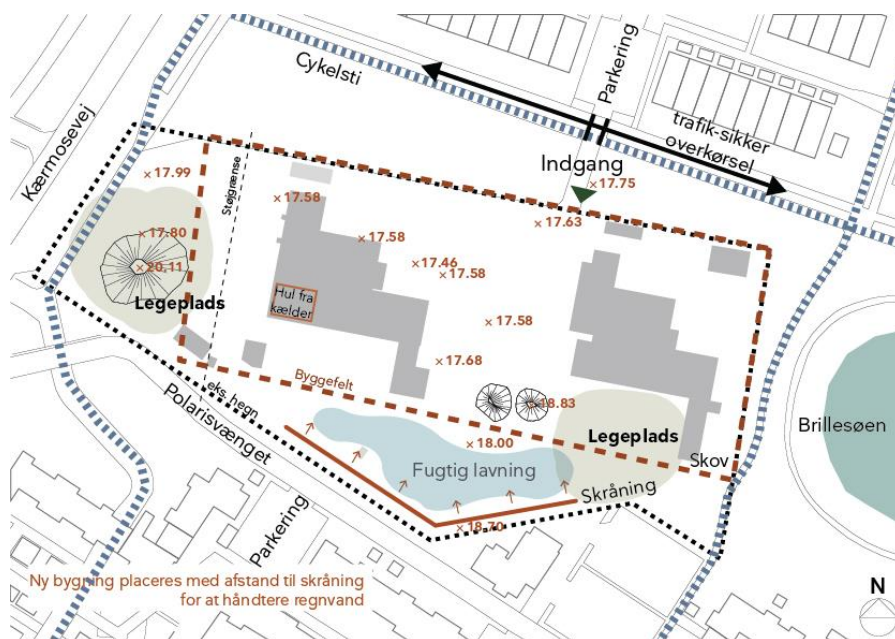 Cykelsti
Parkering
trafik-sikker
overkørsel
Kærmosevej
Indgang
×17.75
×17.99
Støjgrænse
×17.58
×17.63
×17.80
×17.58
×20,11
×17.46
×17.58
Legeplads
Hul fra
kælder
×17.58
×17.68
Byggefelt
eks. hegn
Polarisvænget
×18.83
Legeplads
Brillesøen
×18.00
Fugtig lavning
Skov
Skråning
×18.70
Parkering
Ny bygning placeres med afstand til skråning
for at håndtere regnvand
N